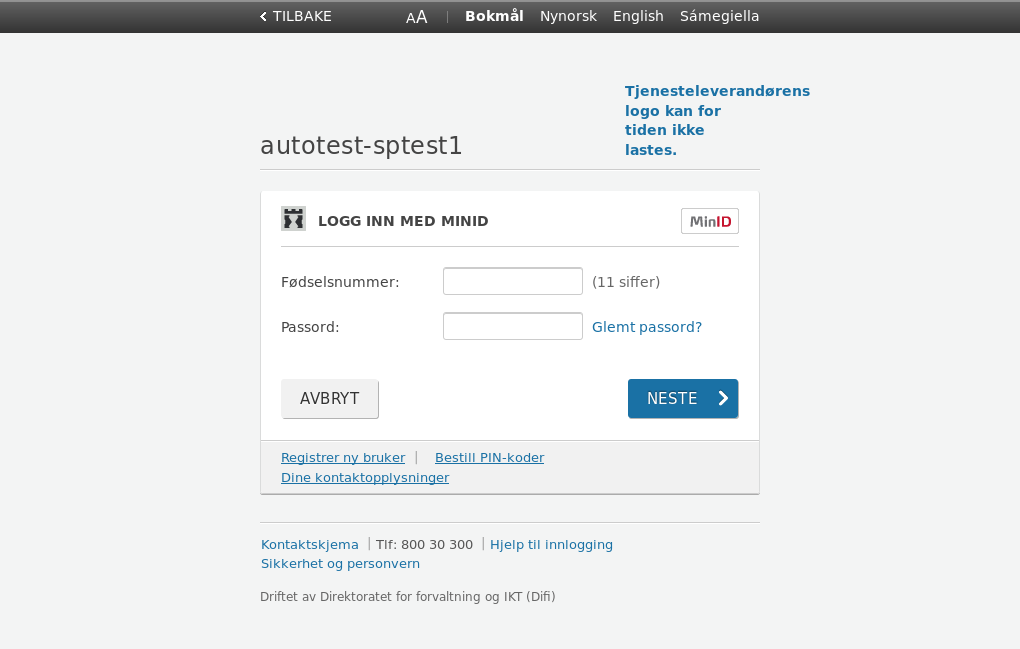 TILBAKE AA | Bokmål Nynorsk English Sámegiella
Tjenesteleverandørens
logo kan for
tiden ikke
lastes.
autotest-sptest1
LOGG INN MED MINID MinID
Fødselsnummer: (11 siffer)
Passord: Glemt passord?
AVBRYT NESTE
Registrer ny bruker | Bestill PIN-koder
Dine kontaktopplysninger
Kontaktskjema | Tlf: 800 30 300 | Hjelp til innlogging
Sikkerhet og personvern
Driftet av Direktoratet for forvaltning og IKT (Difi)